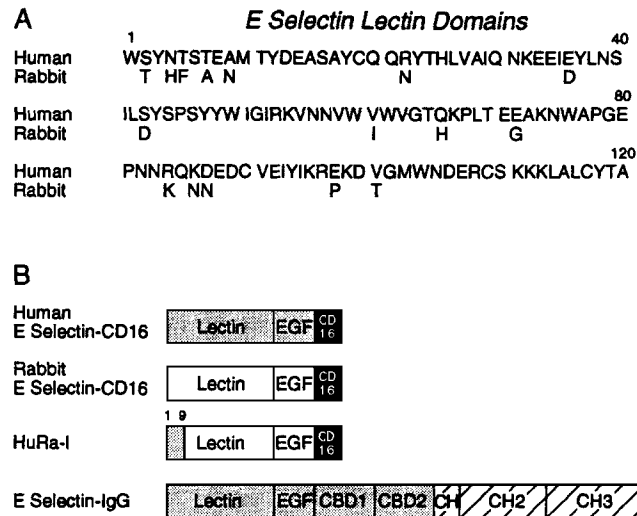 A
E Selectin Lectin Domains
1 40
Human WSYNTSTEAM TYDEASAYCQ QRYTHLVAIQ NKEEIEYLNS
Rabbit T HF A N N D
80
Human ILSYSPSYYW IGIRKVNNVW VWVGTQKPLT EEAKNWAPGE
Rabbit D I H G
120
Human PNNRQKDEDC VEIYIKREKD VGMWNDERCS KKKLALCYTA
Rabbit K NN P T
B
Human
E Selectin-CD16 Lectin EGF CD 16
Rabbit
E Selectin-CD16 Lectin EGF CD 16
1 9
HuRa-I Lectin EGF CD 16
E Selectin-IgG Lectin EGF CBD1 CBD2 CH CH2 CH3